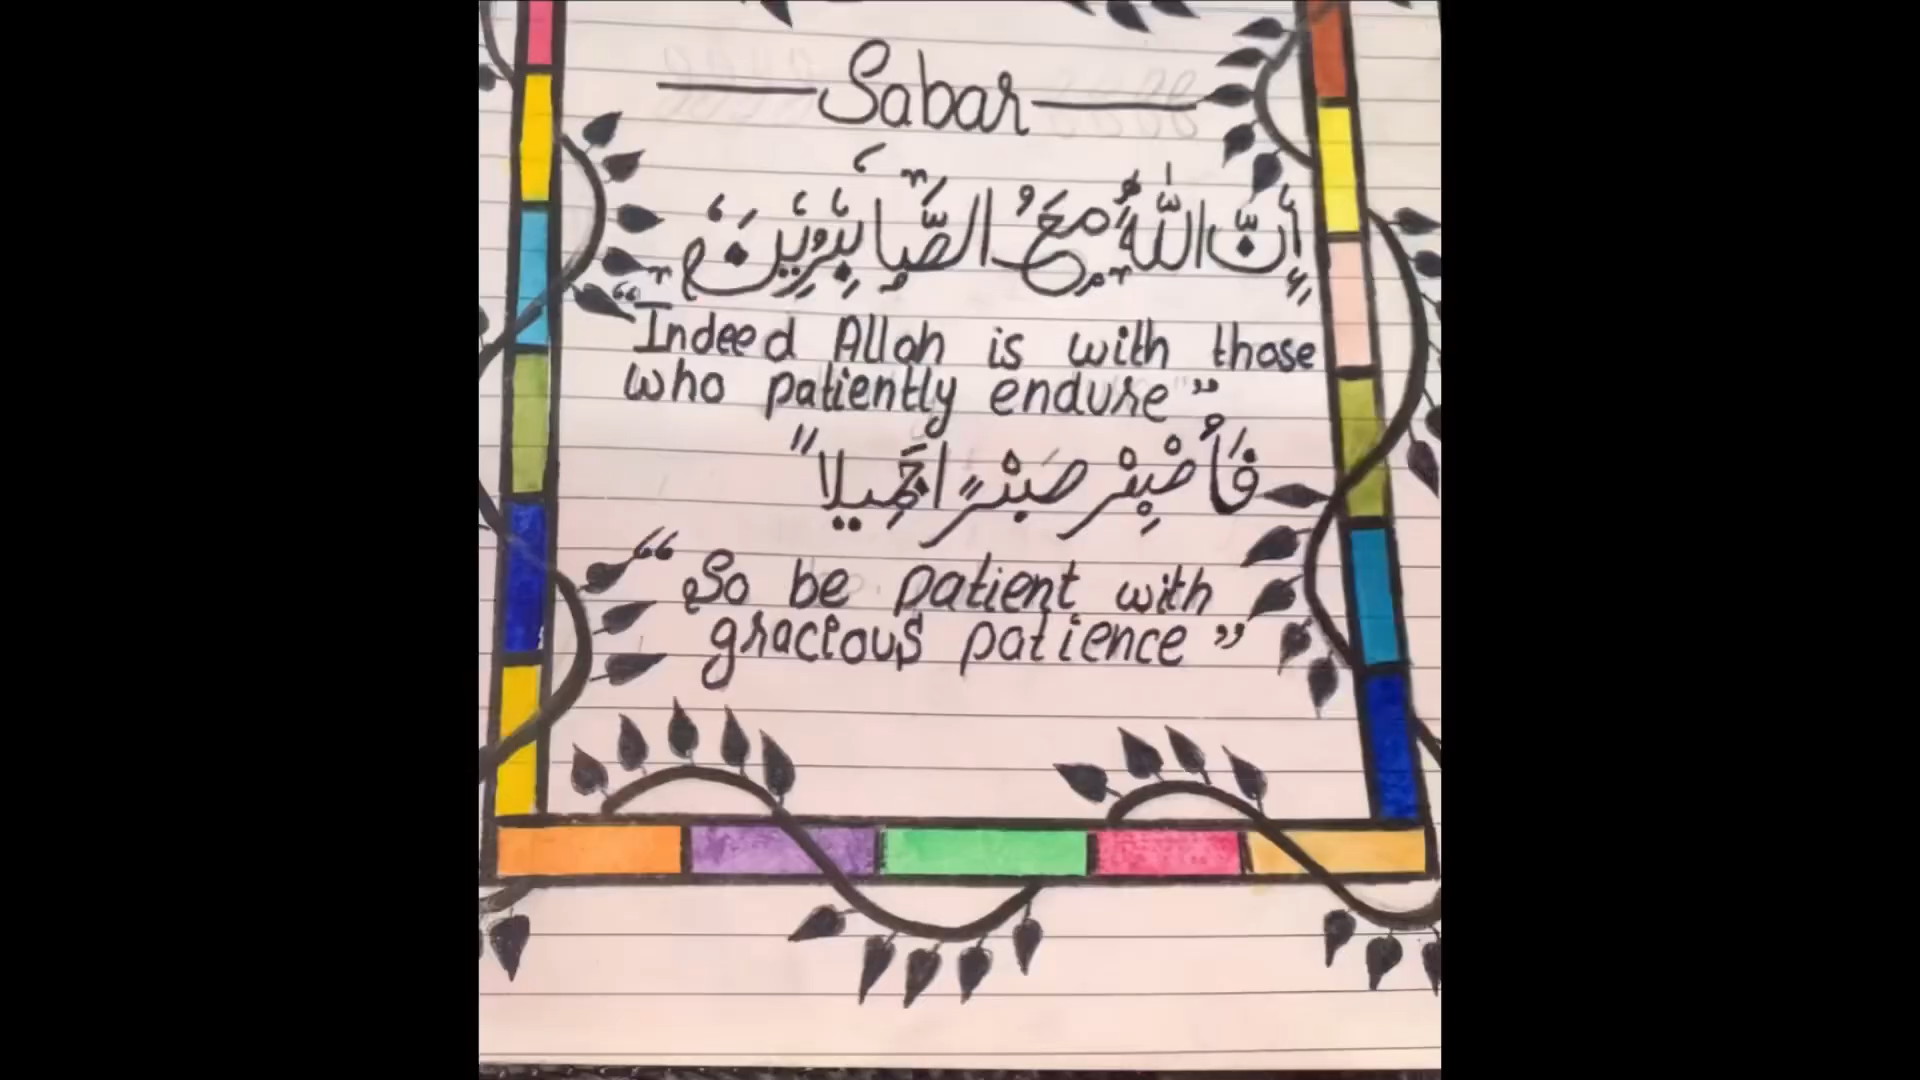 Sabar
إِنَّ اللّٰهَ مَعَ الصَّابِرِينَ
“Indeed Allah is with those
who patiently endure”
فَاصْبِرْ صَبْرًا جَمِيلًا
“So be patient with
gracious patience”